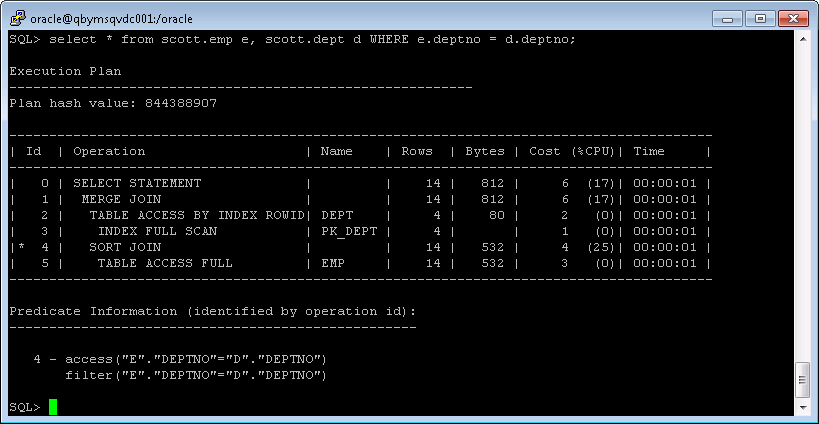 oracle@qbymsqvdc001:/oracle
SQL> select * from scott.emp e, scott.dept d WHERE e.deptno = d.deptno;
Execution Plan
----------------------------------------------------------
Plan hash value: 844388907
----------------------------------------------------------------------------------------
| Id  | Operation                    | Name    | Rows  | Bytes | Cost (%CPU)| Time     |
----------------------------------------------------------------------------------------
|   0 | SELECT STATEMENT             |         |    14 |   812 |     6  (17)| 00:00:01 |
|   1 |  MERGE JOIN                  |         |    14 |   812 |     6  (17)| 00:00:01 |
|   2 |   TABLE ACCESS BY INDEX ROWID| DEPT    |     4 |    80 |     2   (0)| 00:00:01 |
|   3 |    INDEX FULL SCAN           | PK_DEPT |     4 |       |     1   (0)| 00:00:01 |
|*  4 |   SORT JOIN                  |         |    14 |   532 |     4  (25)| 00:00:01 |
|   5 |    TABLE ACCESS FULL         | EMP     |    14 |   532 |     3   (0)| 00:00:01 |
----------------------------------------------------------------------------------------
Predicate Information (identified by operation id):
---------------------------------------------------
   4 - access("E"."DEPTNO"="D"."DEPTNO")
       filter("E"."DEPTNO"="D"."DEPTNO")
SQL>